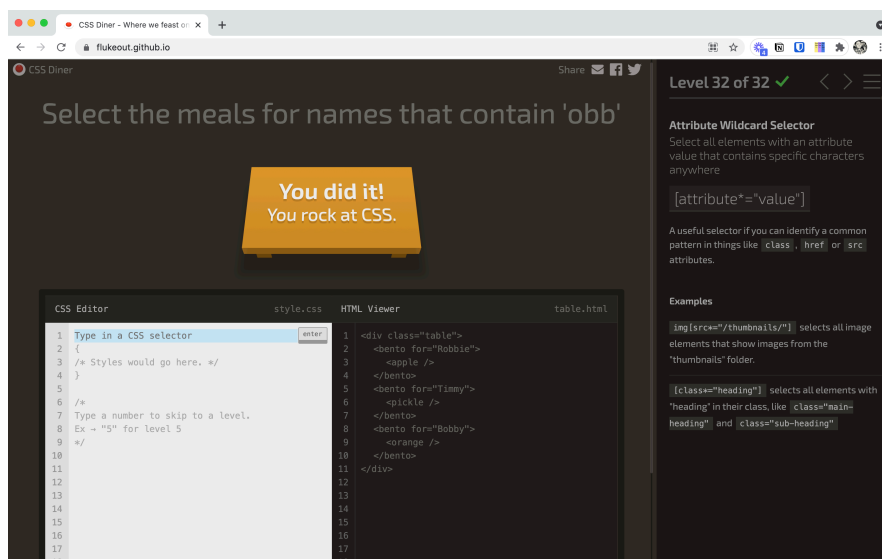 CSS Diner - Where we feast on
flukeout.github.io
CSS Diner
Share
Select the meals for names that contain 'obb'
You did it!
You rock at CSS.
CSS Editor
style.css
1 Type in a CSS selector
enter
2 {
3 /* Styles would go here. */
4 }
5
6 /*
7 Type a number to skip to a level.
8 Ex → "5" for level 5
9 */
10
11
12
13
14
15
16
17
HTML Viewer
table.html
1 <div class="table">
2 <bento for="Robbie">
3 <apple />
4 </bento>
5 <bento for="Timmy">
6 <pickle />
7 </bento>
8 <bento for="Bobby">
9 <orange />
10 </bento>
11 </div>
12
13
14
15
16
17
Level 32 of 32
Attribute Wildcard Selector
Select all elements with an attribute
value that contains specific characters
anywhere
[attribute*="value"]
A useful selector if you can identify a common
pattern in things like class , href or src
attributes.
Examples
img[src*="/thumbnails/"] selects all image
elements that show images from the
"thumbnails" folder.
[class*="heading"] selects all elements with
"heading" in their class, like class="main-
heading" and class="sub-heading"